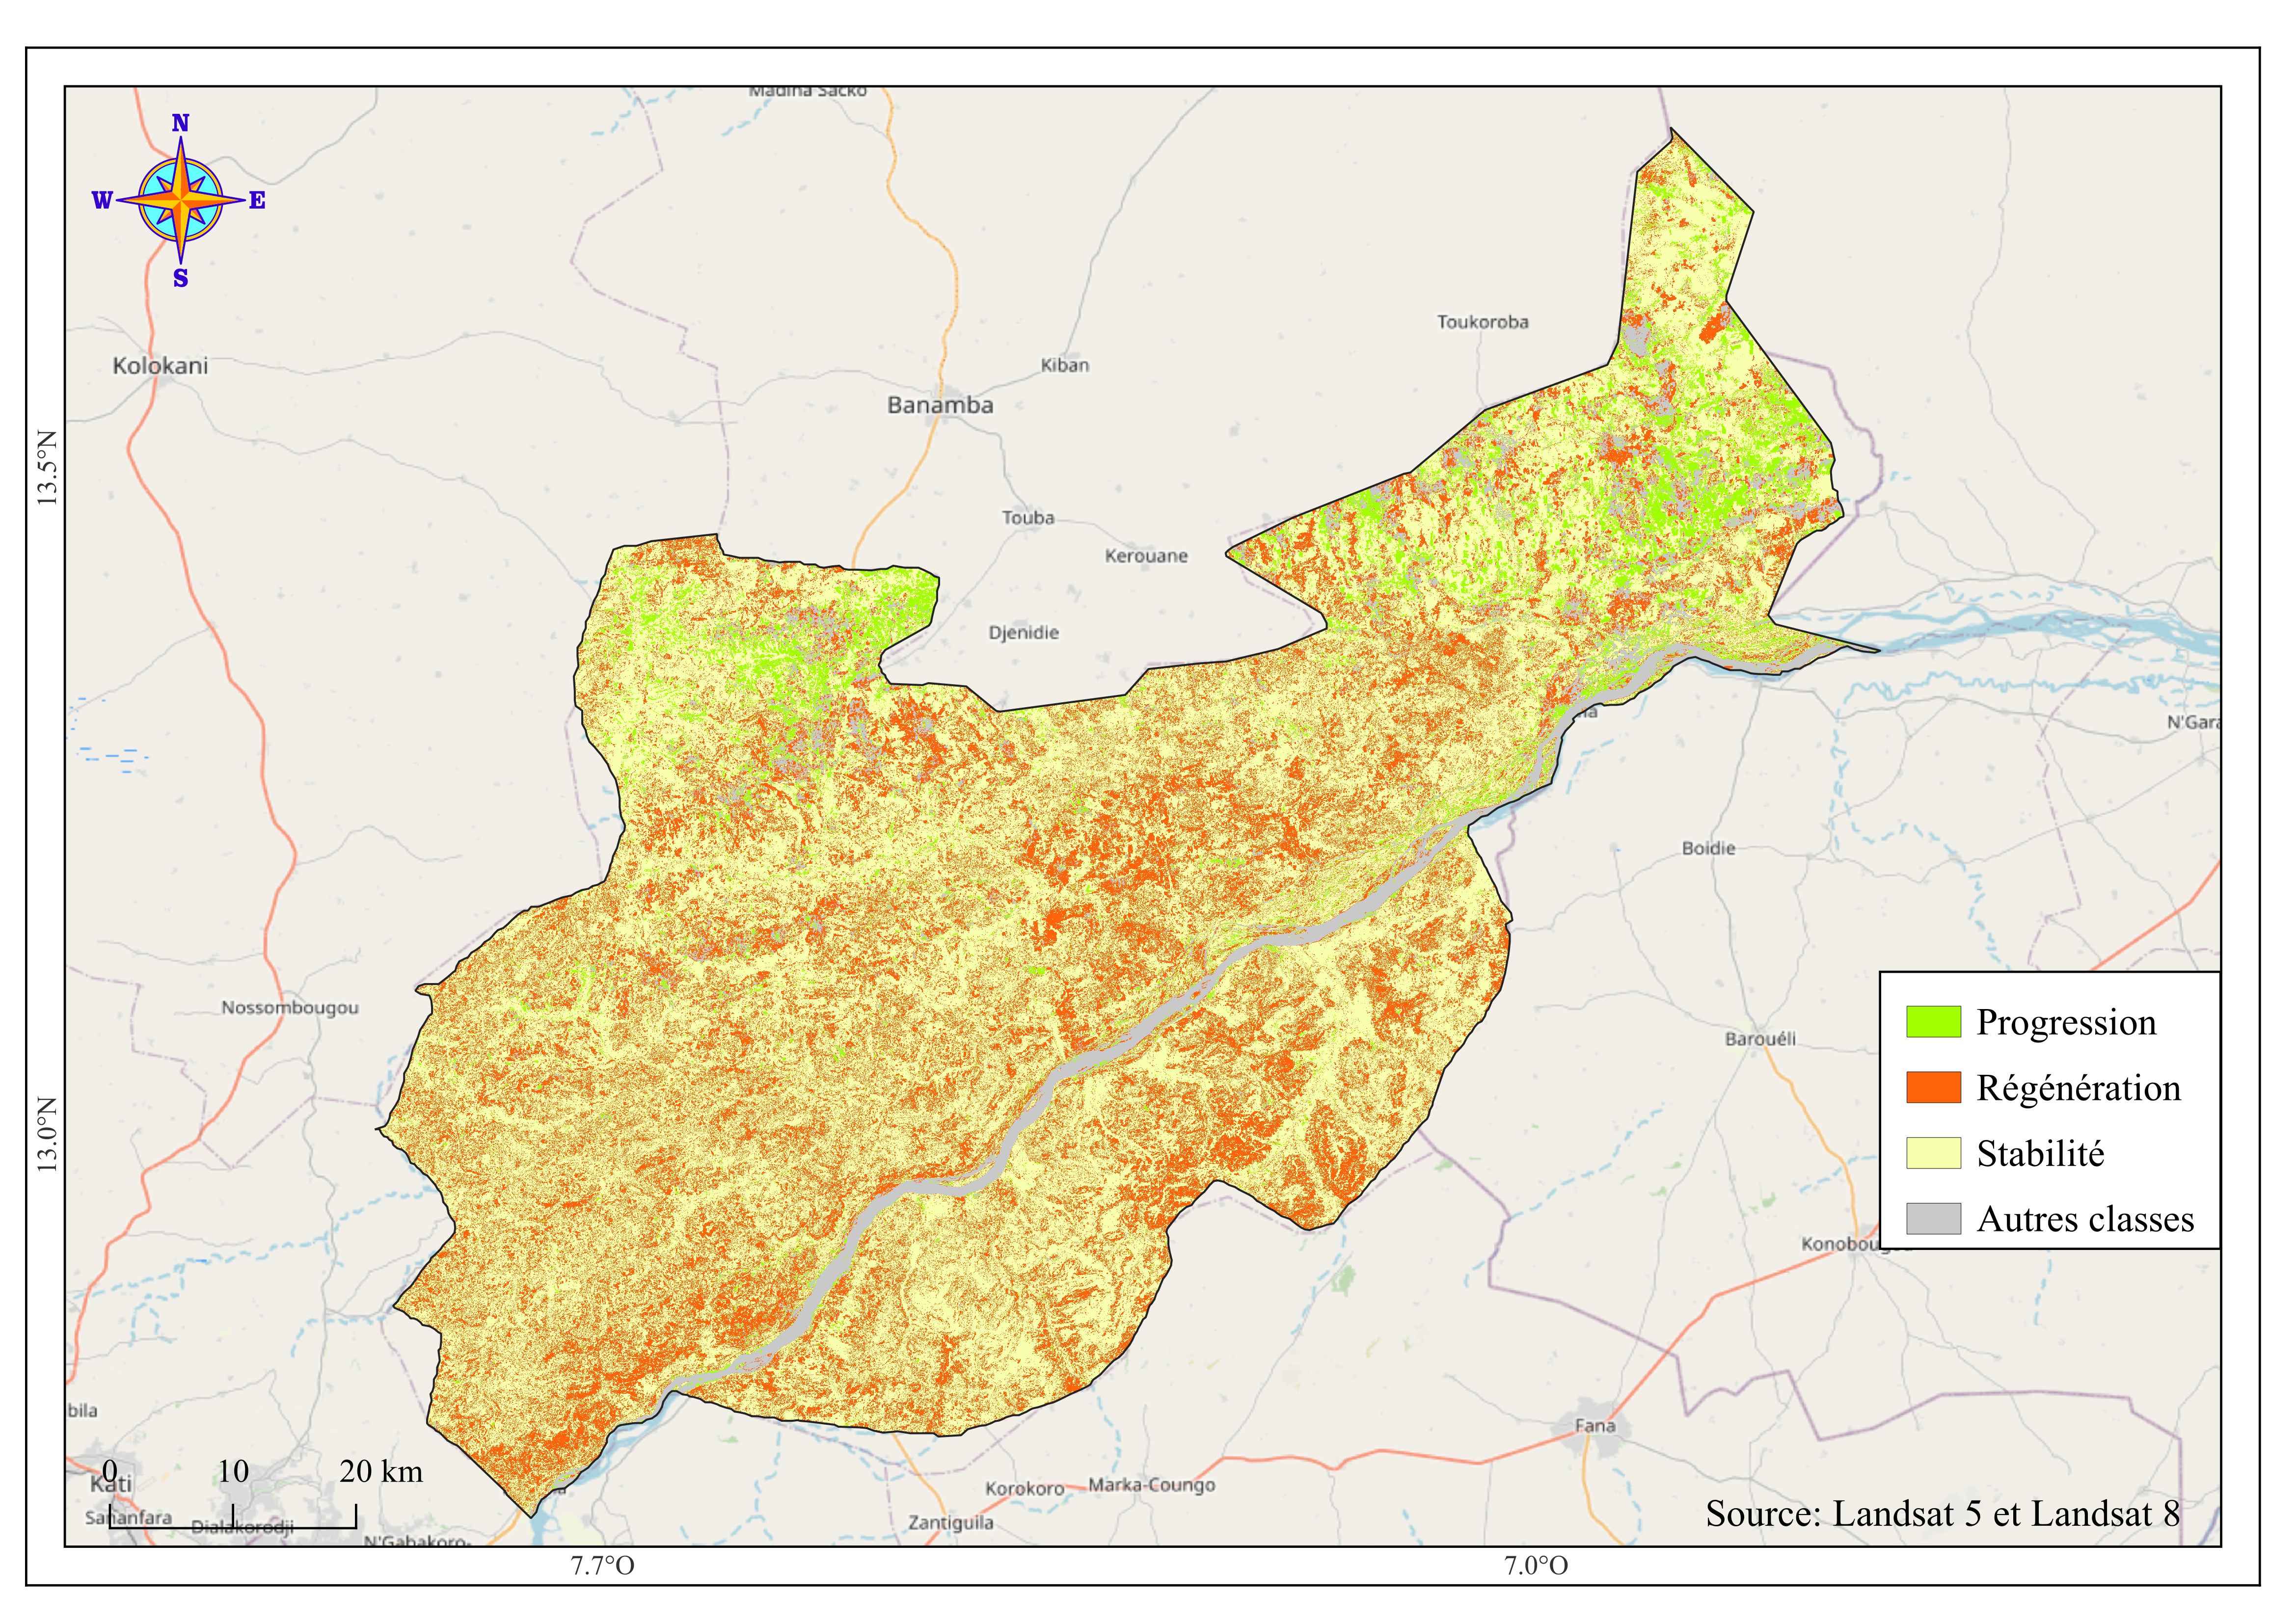 Madina Sacko
N
W
E
S
Toukoroba
Kolokani
Kiban
Banamba
13.5°N
Touba
Kerouane
Djenidie
N'Gara
Boidie
Nossombougou
Barouéli
Progression
Régénération
Stabilité
Autres classes
13.0°N
Konobougou
bila
Fana
0
10
20 km
Kati
Korokoro
Marka-Coungo
Sananfara
Dialakorodji
Zantiguila
Source: Landsat 5 et Landsat 8
N'Gabakoro-
7.7°O
7.0°O